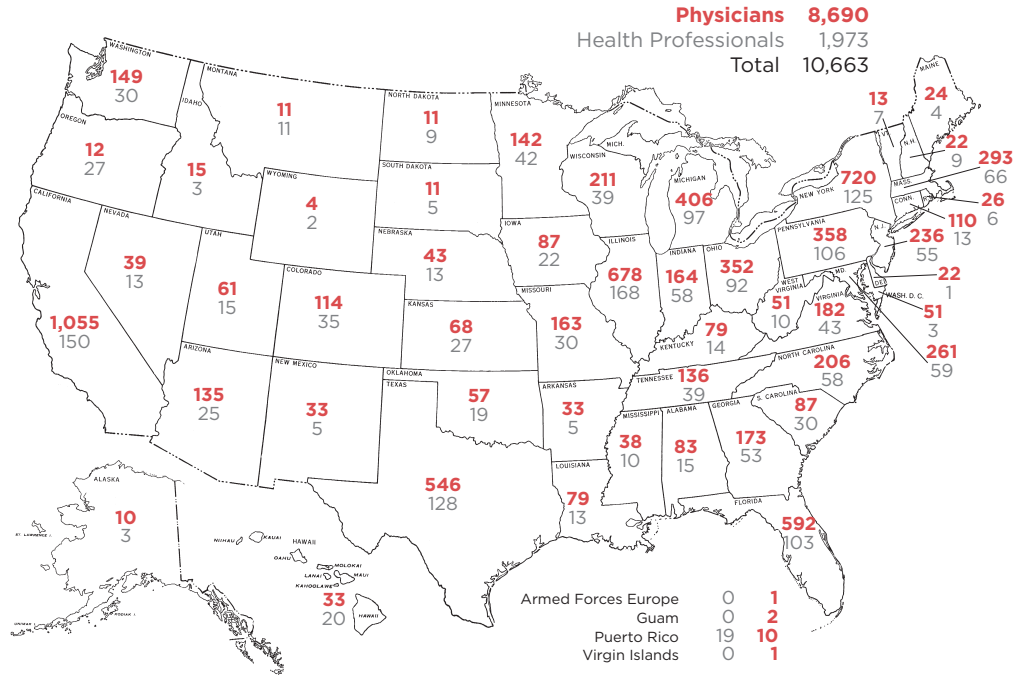 Physicians 8,690
Health Professionals 1,973
Total 10,663
WASHINGTON
149
30
MONTANA
11
11
IDAHO
15
3
OREGON
12
27
NORTH DAKOTA
11
9
MINNESOTA
142
42
MICH.
WISCONSIN
211
39
MICHIGAN
406
97
MAINE
24
4
VT.
13
7
N.H.
22
9
MASS.
293
66
R.I.
26
6
CONN.
110
13
NEW YORK
720
125
SOUTH DAKOTA
11
5
WYOMING
4
2
CALIFORNIA
1,055
150
NEVADA
39
13
UTAH
61
15
COLORADO
114
35
NEBRASKA
43
13
IOWA
87
22
ILLINOIS
678
168
INDIANA
164
58
OHIO
352
92
PENNSYLVANIA
358
106
N.J.
236
55
DEL.
22
1
WASH. D. C.
51
3
MD.
261
59
WEST
VIRGINIA
51
10
VIRGINIA
182
43
KANSAS
68
27
MISSOURI
163
30
KENTUCKY
79
14
ARIZONA
135
25
NEW MEXICO
33
5
OKLAHOMA
57
19
TEXAS
546
128
ARKANSAS
33
5
TENNESSEE
136
39
NORTH CAROLINA
206
58
S. CAROLINA
87
30
MISSISSIPPI
38
10
ALABAMA
83
15
GEORGIA
173
53
LOUISIANA
79
13
FLORIDA
592
103
ALASKA
10
3
ST. LAWRENCE I.
KODIAK I.
UNIMAK
HAWAII
NIIHAU
KAUAI
OAHU
MOLOKAI
LANAI
MAUI
KAHOOLAWE
HAWAII
33
20
Armed Forces Europe 0 1
Guam 0 2
Puerto Rico 19 10
Virgin Islands 0 1